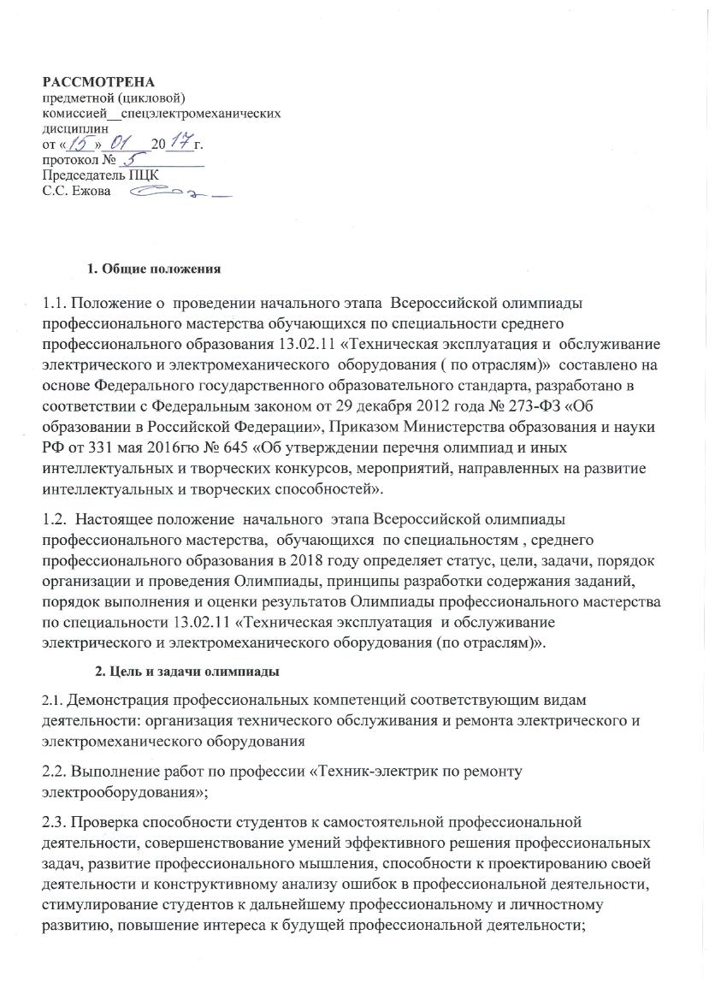 РАССМОТРЕНА
предметной (цикловой)
комиссией__спецэлектромеханических
дисциплин
от «15» 01 2017 г.
протокол № 5
Председатель ПЦК
С.С. Ежова
1. Общие положения
1.1. Положение о проведении начального этапа Всероссийской олимпиады
профессионального мастерства обучающихся по специальности среднего
профессионального образования 13.02.11 «Техническая эксплуатация и обслуживание
электрического и электромеханического оборудования ( по отраслям)» составлено на
основе Федерального государственного образовательного стандарта, разработано в
соответствии с Федеральным законом от 29 декабря 2012 года № 273-ФЗ «Об
образовании в Российской Федерации», Приказом Министерства образования и науки
РФ от 331 мая 2016гю № 645 «Об утверждении перечня олимпиад и иных
интеллектуальных и творческих конкурсов, мероприятий, направленных на развитие
интеллектуальных и творческих способностей».
1.2. Настоящее положение начального этапа Всероссийской олимпиады
профессионального мастерства, обучающихся по специальностям , среднего
профессионального образования в 2018 году определяет статус, цели, задачи, порядок
организации и проведения Олимпиады, принципы разработки содержания заданий,
порядок выполнения и оценки результатов Олимпиады профессионального мастерства
по специальности 13.02.11 «Техническая эксплуатация и обслуживание
электрического и электромеханического оборудования (по отраслям)».
2. Цель и задачи олимпиады
2.1. Демонстрация профессиональных компетенций соответствующим видам
деятельности: организация технического обслуживания и ремонта электрического и
электромеханического оборудования
2.2. Выполнение работ по профессии «Техник-электрик по ремонту
электрооборудования»;
2.3. Проверка способности студентов к самостоятельной профессиональной
деятельности, совершенствование умений эффективного решения профессиональных
задач, развитие профессионального мышления, способности к проектированию своей
деятельности и конструктивному анализу ошибок в профессиональной деятельности,
стимулирование студентов к дальнейшему профессиональному и личностному
развитию, повышение интереса к будущей профессиональной деятельности;